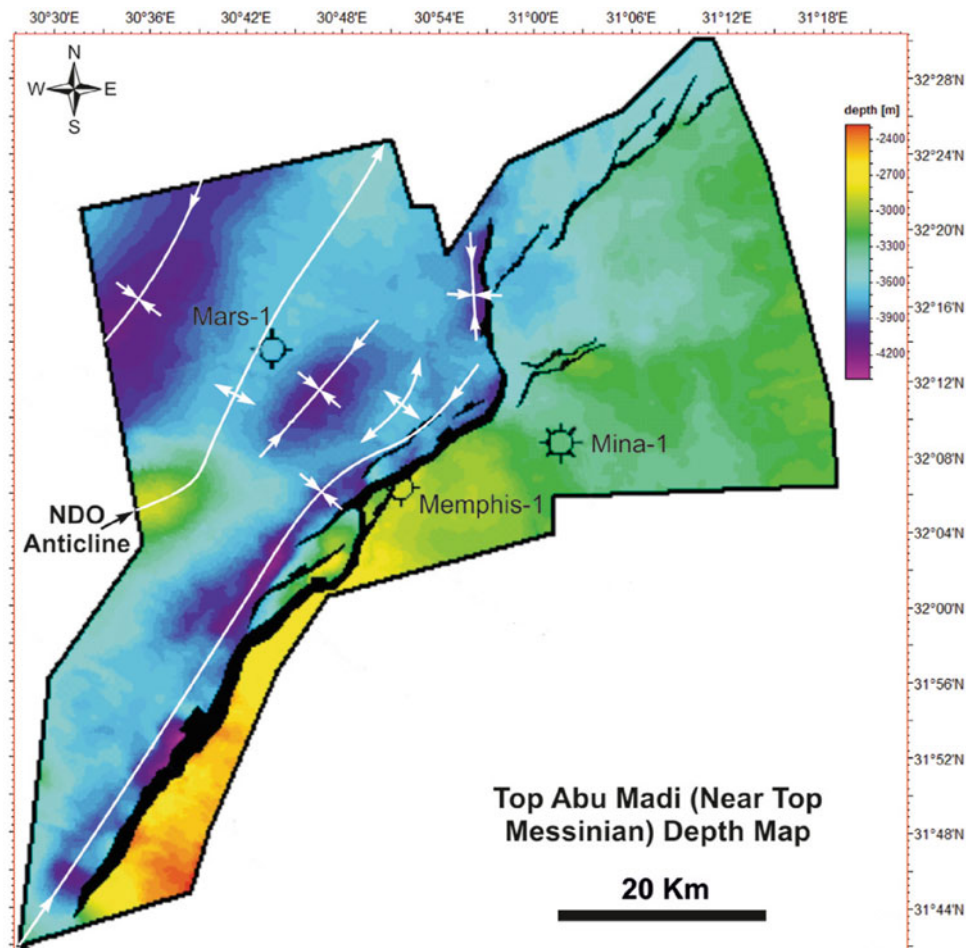 30°30'E 30°36'E 30°42'E 30°48'E 30°54'E 31°00'E 31°06'E 31°12'E 31°18'E
N
W E
S
32°28'N
depth [m]
-2400
32°24'N
-2700
-3000
32°20'N
-3300
-3600
32°16'N
-3900
Mars-1
-4200
32°12'N
Mina-1
32°08'N
Memphis-1
NDO
Anticline
32°04'N
32°00'N
31°56'N
31°52'N
Top Abu Madi (Near Top
Messinian) Depth Map
31°48'N
20 Km
31°44'N